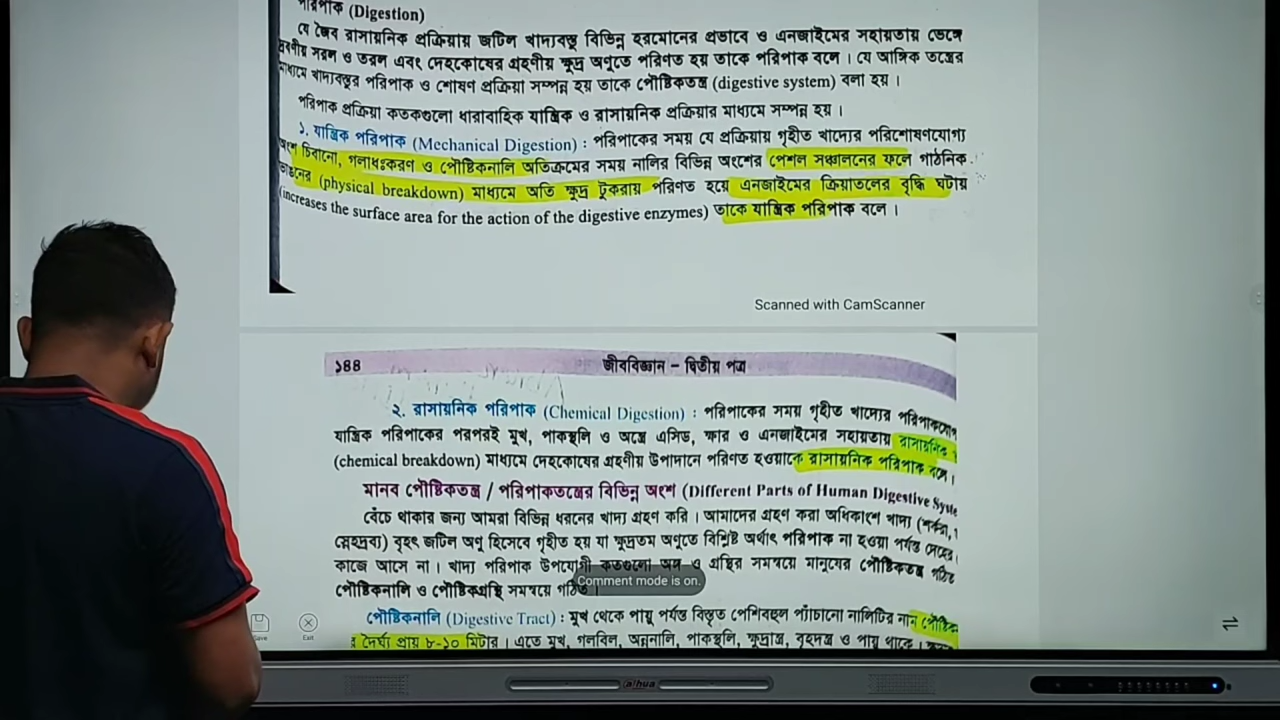 পরিপাক (Digestion)
যে জৈব রাসায়নিক প্রক্রিয়ায় জটিল খাদ্যবস্তু বিভিন্ন হরমোনের প্রভাবে ও এনজাইমের সহায়তায় ভেঙ্গে
দ্রবণীয় সরল ও তরল এবং দেহকোষের গ্রহণীয় ক্ষুদ্র অণুতে পরিণত হয় তাকে পরিপাক বলে। যে আঙ্গিক তন্ত্রের
মাধ্যমে খাদ্যবস্তুর পরিপাক ও শোষণ প্রক্রিয়া সম্পন্ন হয় তাকে পৌষ্টিকতন্ত্র (digestive system) বলা হয়।
পরিপাক প্রক্রিয়া কতকগুলো ধারাবাহিক যান্ত্রিক ও রাসায়নিক প্রক্রিয়ার মাধ্যমে সম্পন্ন হয়।
১. যান্ত্রিক পরিপাক (Mechanical Digestion) : পরিপাকের সময় যে প্রক্রিয়ায় গৃহীত খাদ্যের পরিশোষণযোগ্য
অংশ চিবানো, গলাধঃকরণ ও পৌষ্টিকনালি অতিক্রমের সময় নালির বিভিন্ন অংশের পেশল সঞ্চালনের ফলে গাঠনিক
ভাঙনের (physical breakdown) মাধ্যমে অতি ক্ষুদ্র টুকরায় পরিণত হয়ে এনজাইমের ক্রিয়াতলের বৃদ্ধি ঘটায়
(increases the surface area for the action of the digestive enzymes) তাকে যান্ত্রিক পরিপাক বলে।
Scanned with CamScanner
১৪৪ জীববিজ্ঞান – দ্বিতীয় পত্র
২. রাসায়নিক পরিপাক (Chemical Digestion) : পরিপাকের সময় গৃহীত খাদ্যের
যান্ত্রিক পরিপাকের পরপরই মুখ, পাকস্থলি ও অন্ত্রে এসিড, ক্ষার ও এনজাইমের সহায়তায় রাসায়নিক
(chemical breakdown) মাধ্যমে দেহকোষের গ্রহণীয় উপাদানে পরিণত হওয়াকে রাসায়নিক পরিপাক বলে।
মানব পৌষ্টিকতন্ত্র / পরিপাকতন্ত্রের বিভিন্ন অংশ (Different Parts of Human Digestive Syste
বেঁচে থাকার জন্য আমরা বিভিন্ন ধরনের খাদ্য গ্রহণ করি। আমাদের গ্রহণ করা অধিকাংশ খাদ্য (শর্করা,
স্নেহদ্রব্য) বৃহৎ জটিল অণু হিসেবে গৃহীত হয় যা ক্ষুদ্রতম অণুতে বিশ্লিষ্ট অর্থাৎ পরিপাক না হওয়া পর্যন্ত দেহের
কাজে আসে না। খাদ্য পরিপাক উপযোগী কতগুলো অঙ্গ ও গ্রন্থির সমন্বয়ে মানুষের পৌষ্টিকতন্ত্র গঠিত
Comment mode is on.
পৌষ্টিকনালি ও পৌষ্টিকগ্রন্থি সমন্বয়ে গঠিত।
পৌষ্টিকনালি (Digestive Tract) : মুখ থেকে পায়ু পর্যন্ত বিস্তৃত পেশিবহুল প্যাঁচানো নালিটির নাম
র দৈর্ঘ্য প্রায় ৮-১০ মিটার। এতে মুখ, গলবিল, অন্ননালি, পাকস্থলি, ক্ষুদ্রান্ত্র, বৃহদন্ত্র ও পায়ু থাকে।
Save Exit
alhua